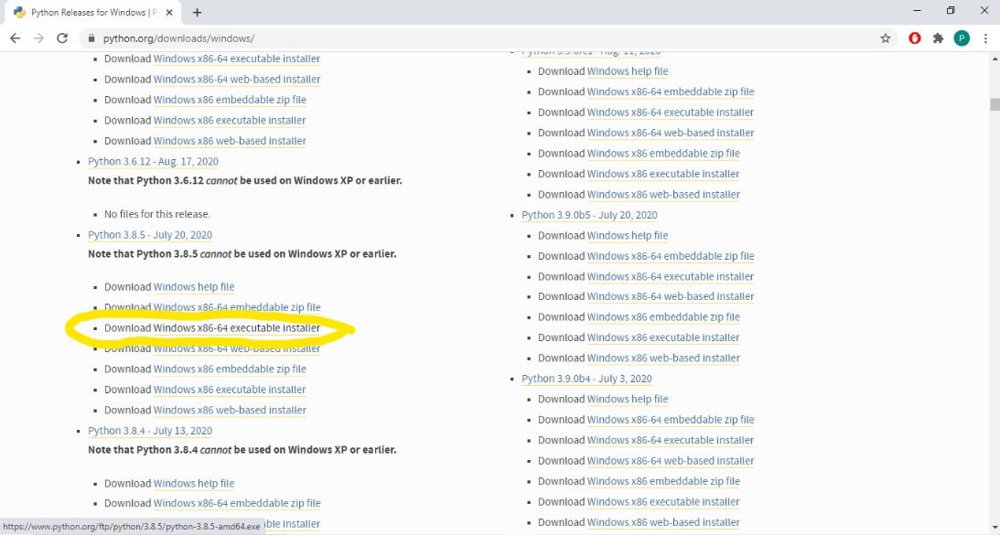 Python Releases for Windows | Py
python.org/downloads/windows/
P
Download Windows x86-64 executable installer
Download Windows x86-64 web-based installer
Download Windows x86 embeddable zip file
Download Windows x86 executable installer
Download Windows x86 web-based installer
Python 3.6.12 - Aug. 17, 2020
Note that Python 3.6.12 cannot be used on Windows XP or earlier.
No files for this release.
Python 3.8.5 - July 20, 2020
Note that Python 3.8.5 cannot be used on Windows XP or earlier.
Download Windows help file
Download Windows x86-64 embeddable zip file
Download Windows x86-64 executable installer
Download Windows x86-64 web-based installer
Download Windows x86 embeddable zip file
Download Windows x86 executable installer
Download Windows x86 web-based installer
Python 3.8.4 - July 13, 2020
Note that Python 3.8.4 cannot be used on Windows XP or earlier.
Download Windows help file
Download Windows x86-64 embeddable zip file
ble installer
https://www.python.org/ftp/python/3.8.5/python-3.8.5-amd64.exe
Python 3.9.0rc1 - Aug. 11, 2020
Download Windows help file
Download Windows x86-64 embeddable zip file
Download Windows x86-64 executable installer
Download Windows x86-64 web-based installer
Download Windows x86 embeddable zip file
Download Windows x86 executable installer
Download Windows x86 web-based installer
Python 3.9.0b5 - July 20, 2020
Download Windows help file
Download Windows x86-64 embeddable zip file
Download Windows x86-64 executable installer
Download Windows x86-64 web-based installer
Download Windows x86 embeddable zip file
Download Windows x86 executable installer
Download Windows x86 web-based installer
Python 3.9.0b4 - July 3, 2020
Download Windows help file
Download Windows x86-64 embeddable zip file
Download Windows x86-64 executable installer
Download Windows x86-64 web-based installer
Download Windows x86 embeddable zip file
Download Windows x86 executable installer
Download Windows x86 web-based installer